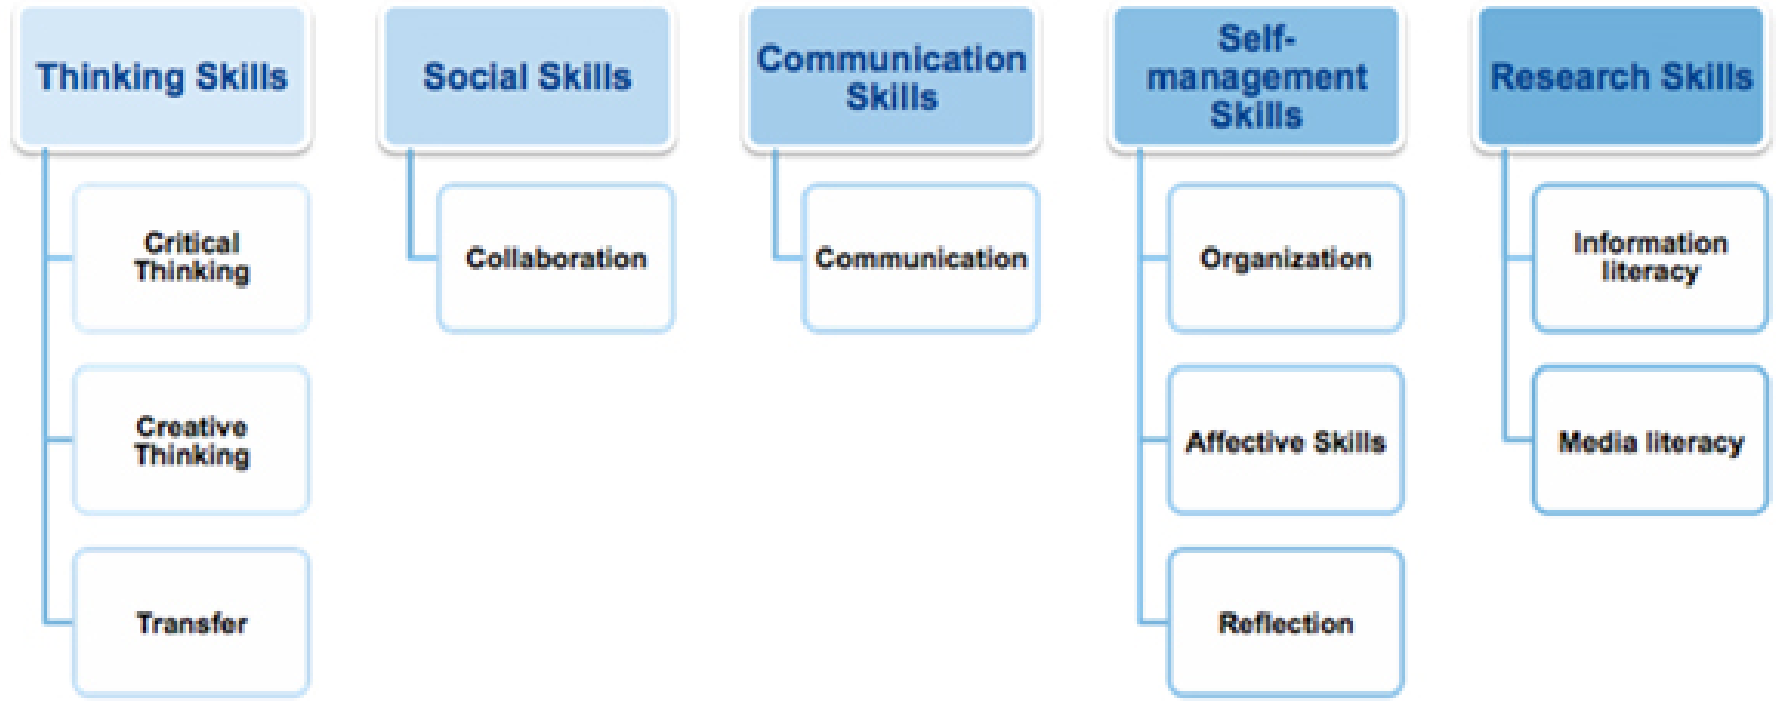 Thinking Skills
Critical
Thinking
Creative
Thinking
Transfer
Social Skills
Collaboration
Communication
Skills
Communication
Self-
management
Skills
Organization
Affective Skills
Reflection
Research Skills
Information
literacy
Media literacy